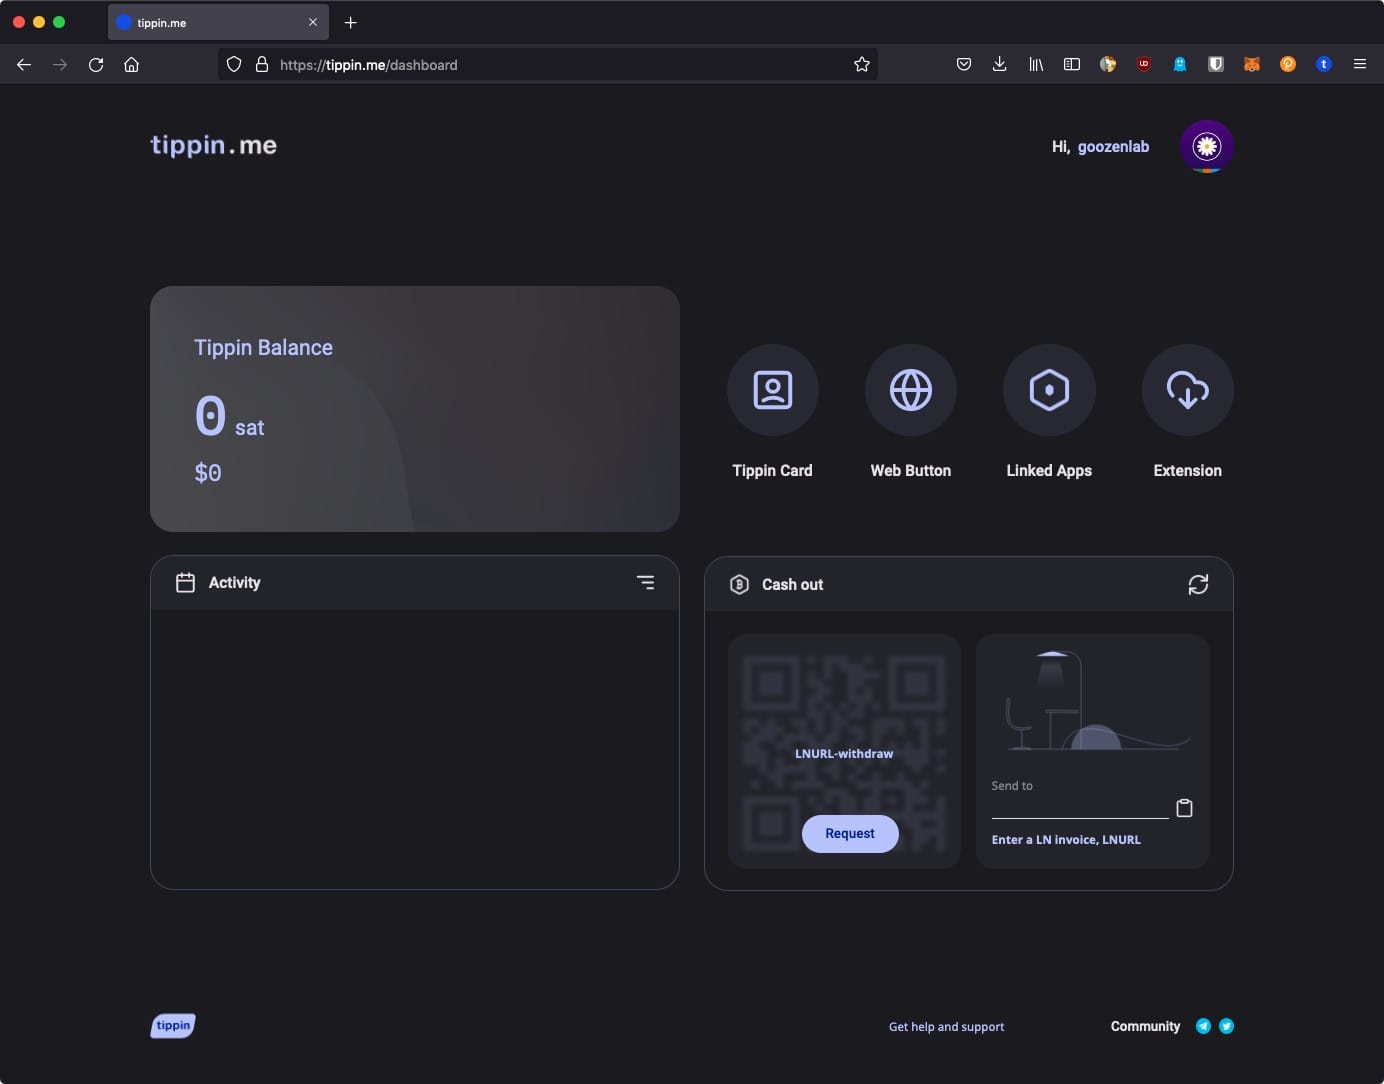 tippin.me
https://tippin.me/dashboard
tippin.me
Hi, goozenlab
Tippin Balance
0 sat
$0
Tippin Card
Web Button
Linked Apps
Extension
Activity
Cash out
LNURL-withdraw
Request
Send to
Enter a LN invoice, LNURL
tippin
Get help and support
Community